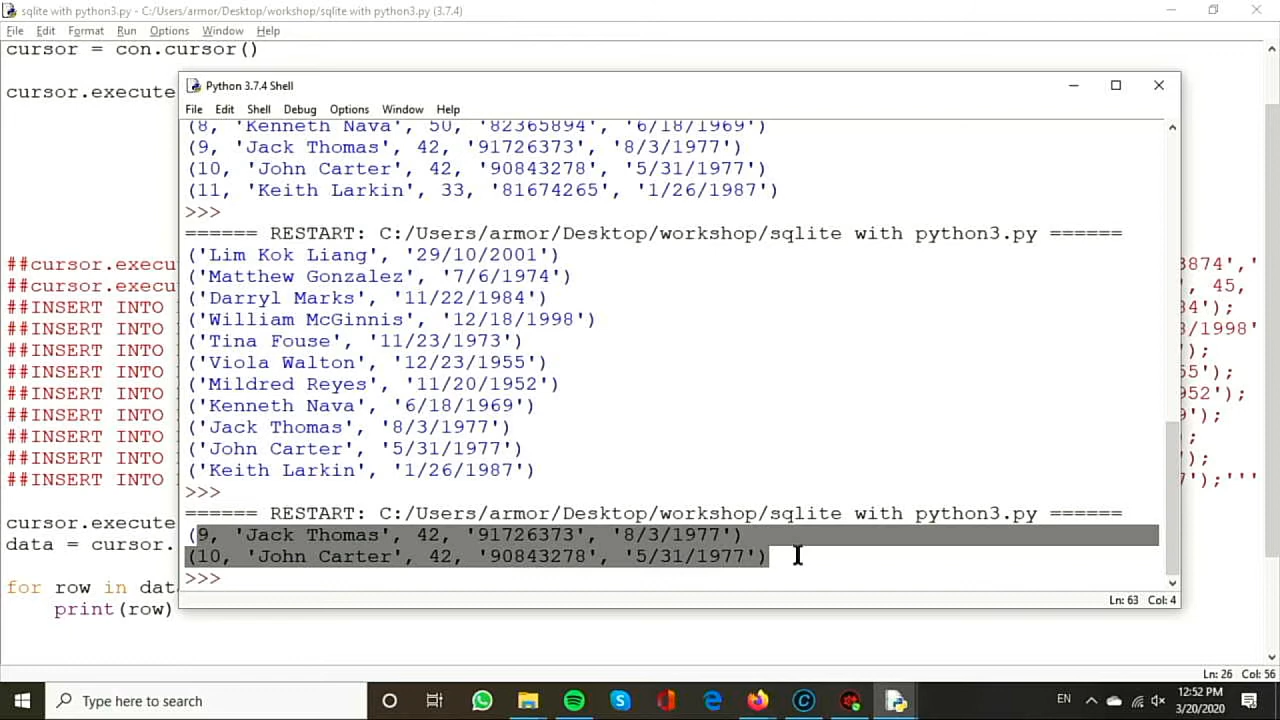 sqlite with python3.py - C:/Users/armor/Desktop/workshop/sqlite with python3.py (3.7.4)
File Edit Format Run Options Window Help
cursor = con.cursor()
cursor.execute
Python 3.7.4 Shell
File Edit Shell Debug Options Window Help
(8, 'Kenneth Nava', 50, '82365894', '6/18/1969')
(9, 'Jack Thomas', 42, '91726373', '8/3/1977')
(10, 'John Carter', 42, '90843278', '5/31/1977')
(11, 'Keith Larkin', 33, '81674265', '1/26/1987')
>>>
====== RESTART: C:/Users/armor/Desktop/workshop/sqlite with python3.py ======
('Lim Kok Liang', '29/10/2001')
('Matthew Gonzalez', '7/6/1974')
('Darryl Marks', '11/22/1984')
('William McGinnis', '12/18/1998')
('Tina Fouse', '11/23/1973')
('Viola Walton', '12/23/1955')
('Mildred Reyes', '11/20/1952')
('Kenneth Nava', '6/18/1969')
('Jack Thomas', '8/3/1977')
('John Carter', '5/31/1977')
('Keith Larkin', '1/26/1987')
>>>
====== RESTART: C:/Users/armor/Desktop/workshop/sqlite with python3.py ======
(9, 'Jack Thomas', 42, '91726373', '8/3/1977')
(10, 'John Carter', 42, '90843278', '5/31/1977')
>>>
Ln: 63 Col: 4
##cursor.execu 3874','
##cursor.execu , 45,
##INSERT INTO 84');
##INSERT INTO 8/1998'
##INSERT INTO ');
##INSERT INTO 55');
##INSERT INTO 952');
##INSERT INTO 9');
##INSERT INTO );
##INSERT INTO ');
##INSERT INTO 7');'''
cursor.execute
data = cursor.
for row in dat
print(row)
Ln: 26 Col: 56
Type here to search
EN
12:52 PM
3/20/2020